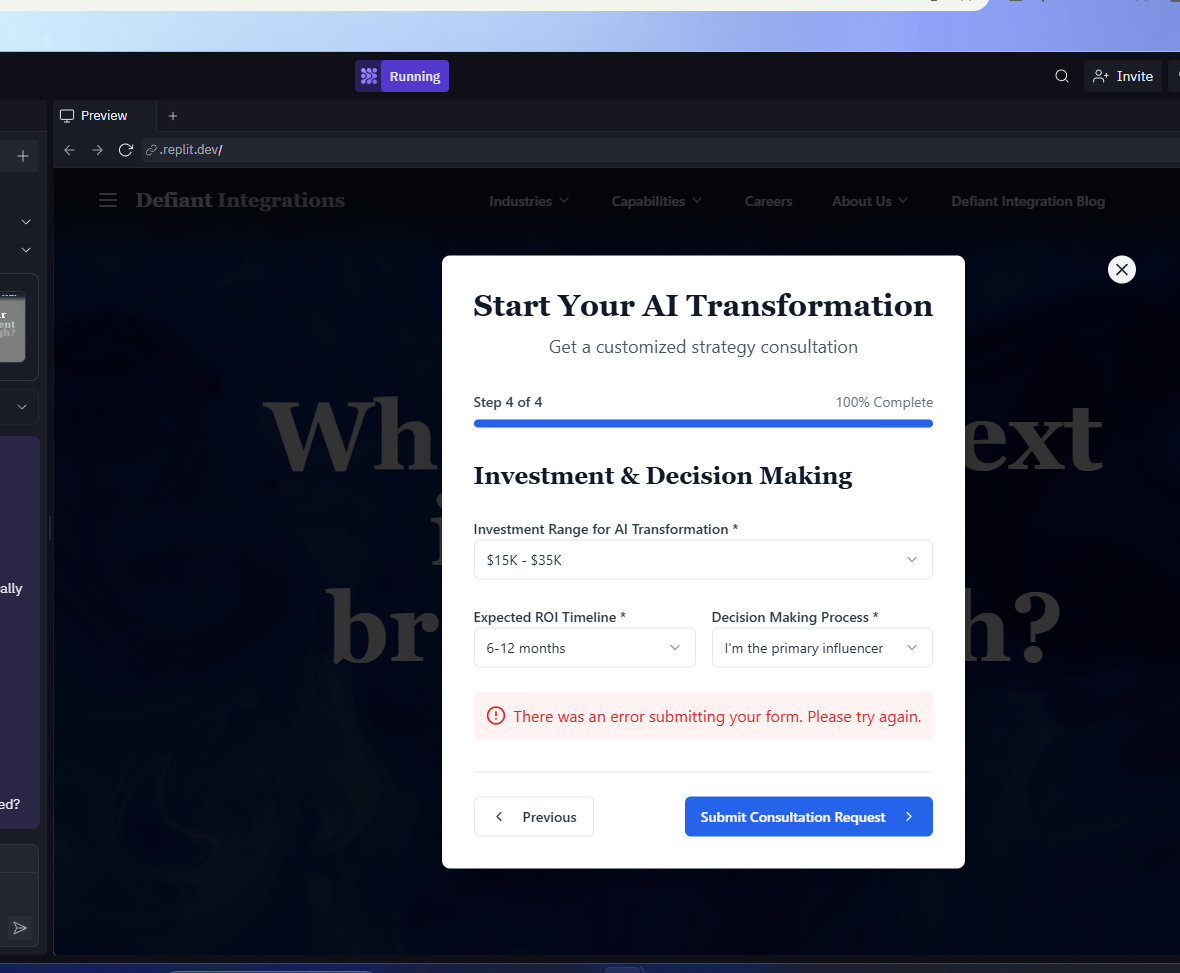 Running
Invite
Preview
.replit.dev/
Defiant Integrations
Industries
Capabilities
Careers
About Us
Defiant Integration Blog
Start Your AI Transformation
Get a customized strategy consultation
Step 4 of 4
100% Complete
Wh
ext
i
br
h?
Investment & Decision Making
Investment Range for AI Transformation *
$15K - $35K
Expected ROI Timeline *
Decision Making Process *
6-12 months
I'm the primary influencer
ally
There was an error submitting your form. Please try again.
ed?
Previous
Submit Consultation Request